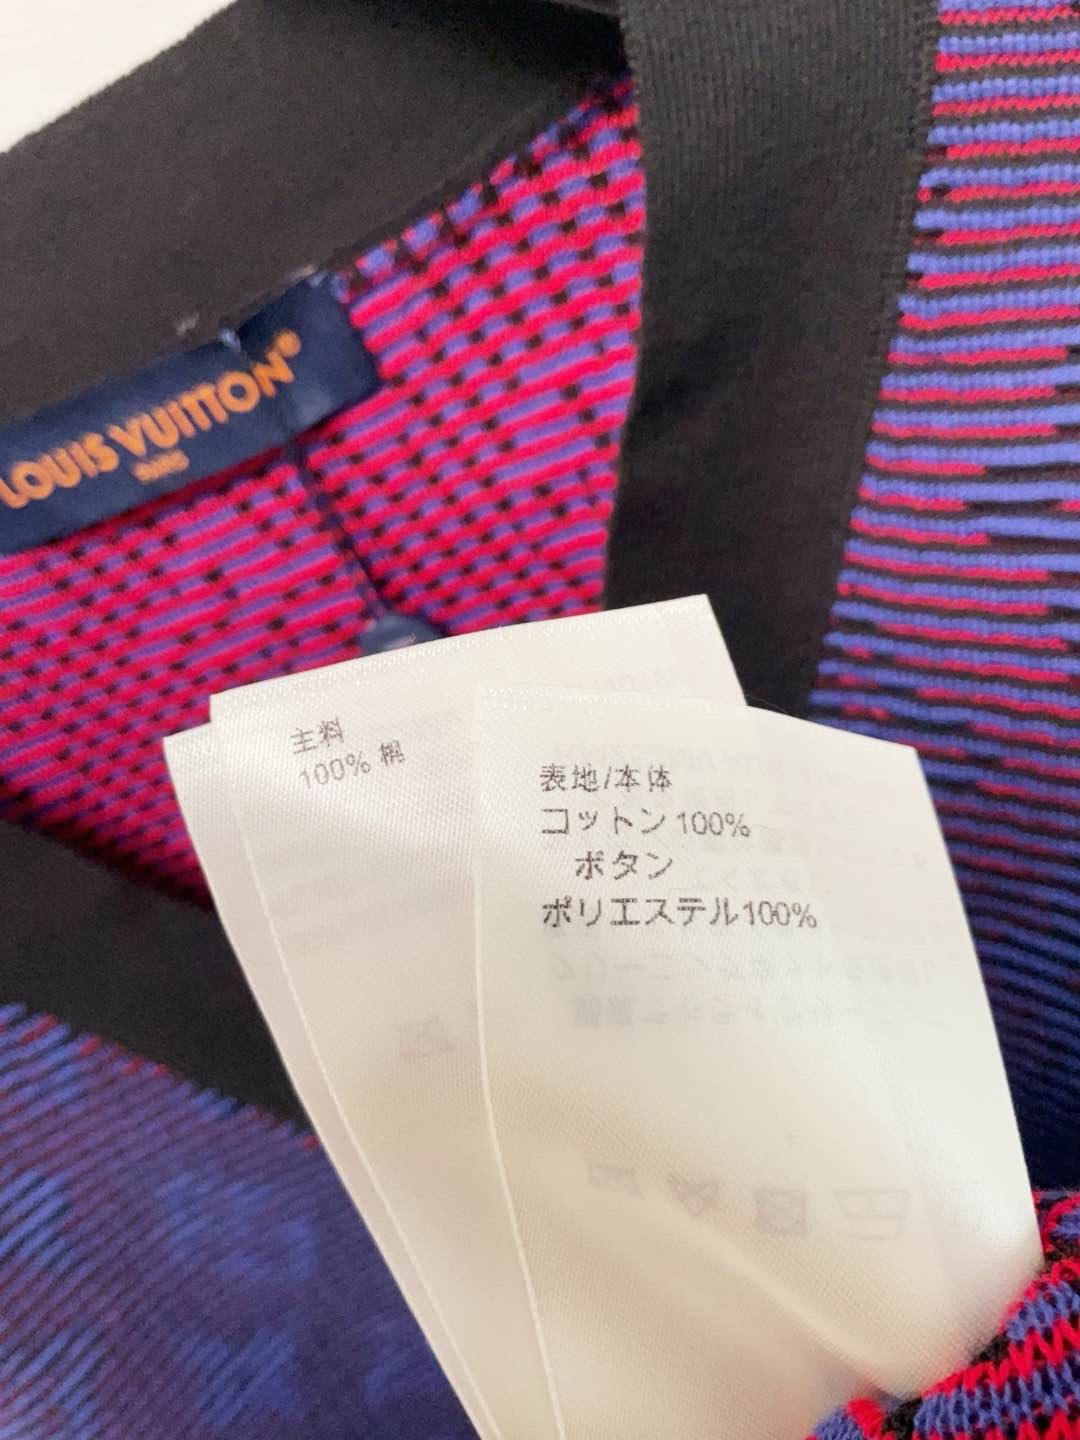 LOUIS VUITTON®
PARIS
主料
100% 棉
表地/本体
コットン100%
ボタン
ポリエステル100%